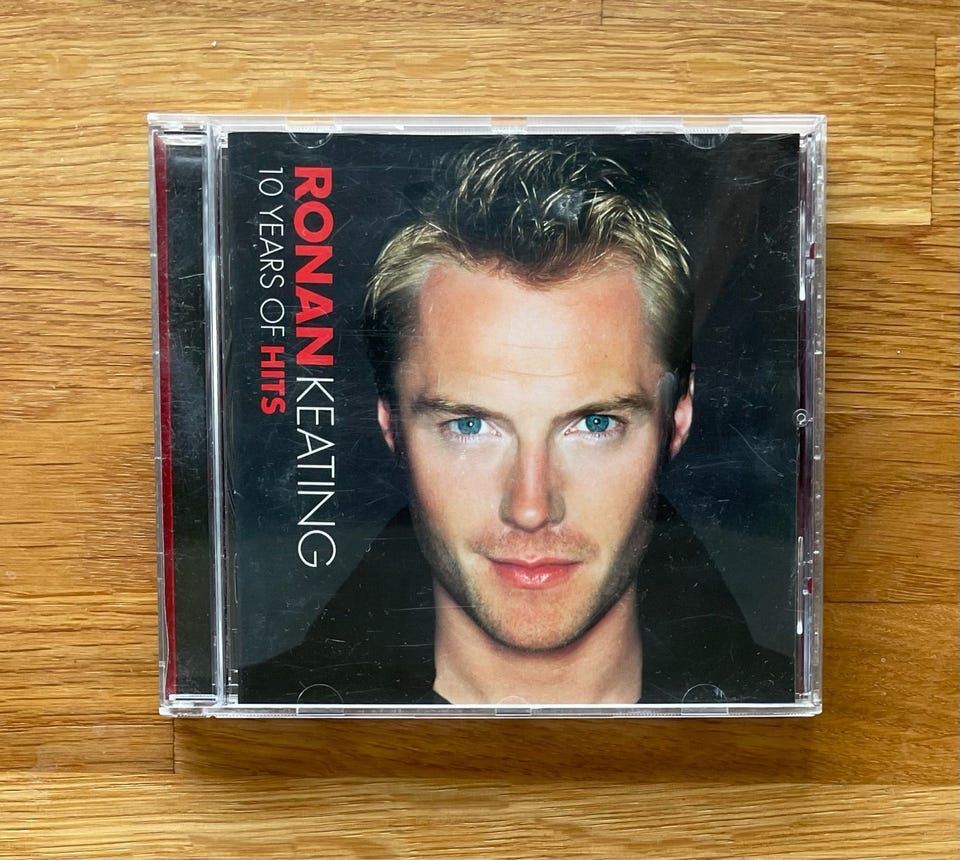 RONAN KEATING
10 YEARS OF HITS